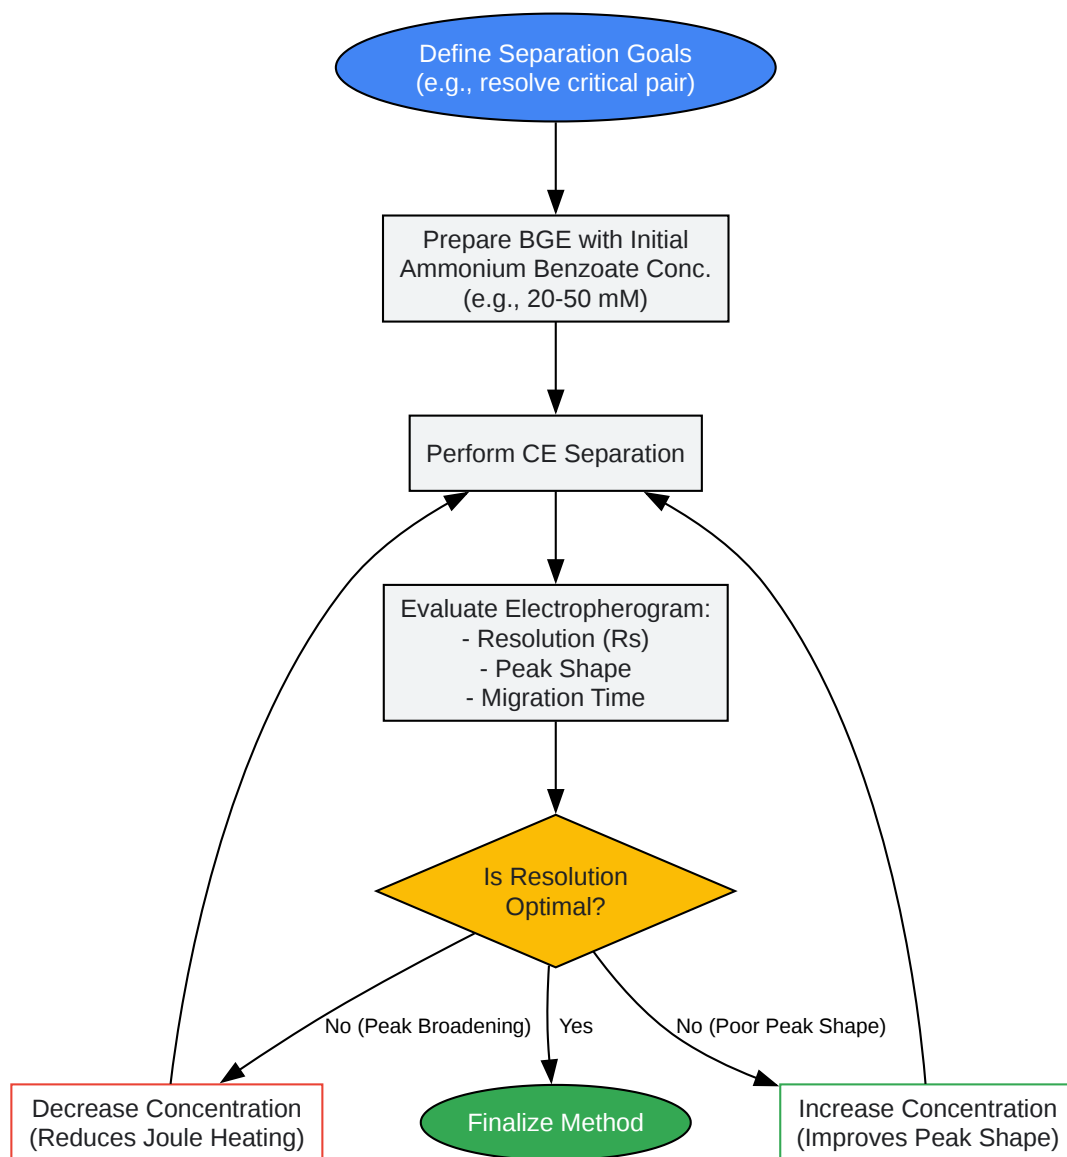 Define Separation Goals
(e.g., resolve critical pair)
Prepare BGE with Initial
Ammonium Benzoate Conc.
(e.g., 20-50 mM)
Perform CE Separation
Evaluate Electropherogram:
- Resolution (Rs)
- Peak Shape
- Migration Time
Is Resolution
Optimal?
No (Peak Broadening)
Yes
No (Poor Peak Shape)
Decrease Concentration
(Reduces Joule Heating)
Finalize Method
Increase Concentration
(Improves Peak Shape)